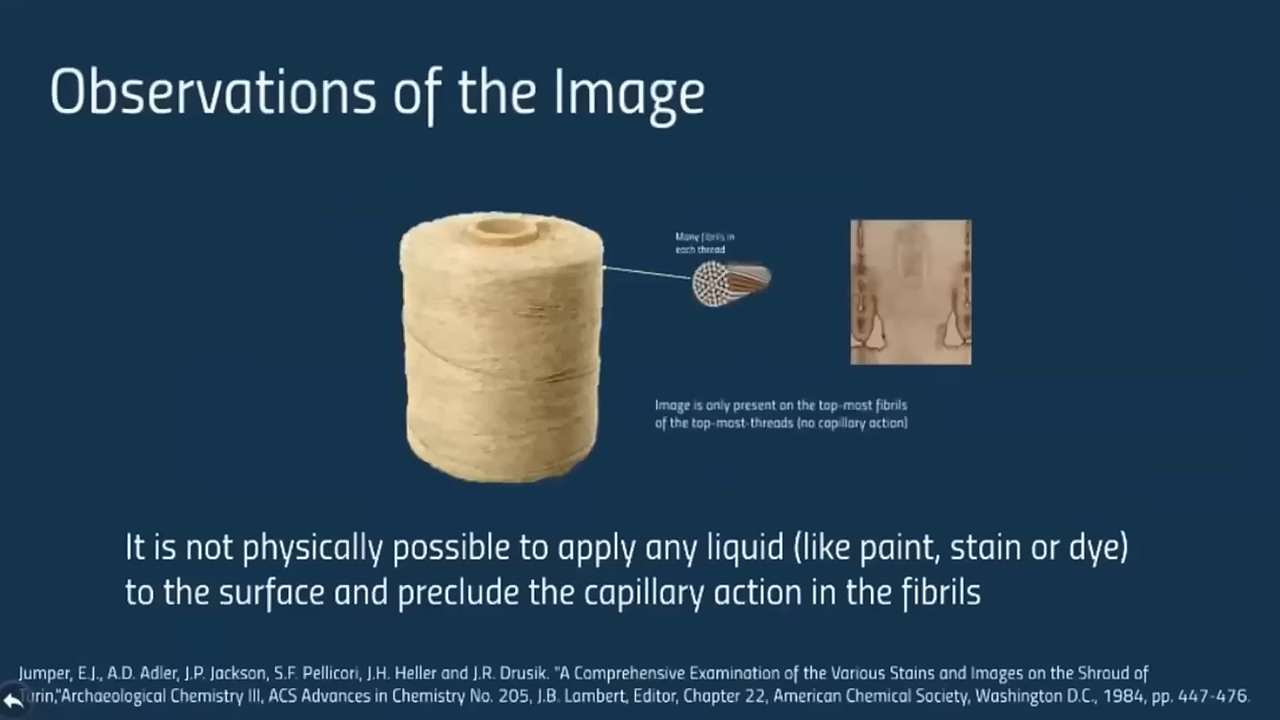 Observations of the Image
Many fibrils in
each thread
Image is only present on the top-most fibrils
of the top-most-threads (no capillary action)
It is not physically possible to apply any liquid (like paint, stain or dye)
to the surface and preclude the capillary action in the fibrils
Jumper, E.J., A.D. Adler, J.P. Jackson, S.F. Pellicori, J.H. Heller and J.R. Drusik. "A Comprehensive Examination of the Various Stains and Images on the Shroud of
Turin,"Archaeological Chemistry III, ACS Advances in Chemistry No. 205, J.B. Lambert, Editor, Chapter 22, American Chemical Society, Washington D.C., 1984, pp. 447-476.